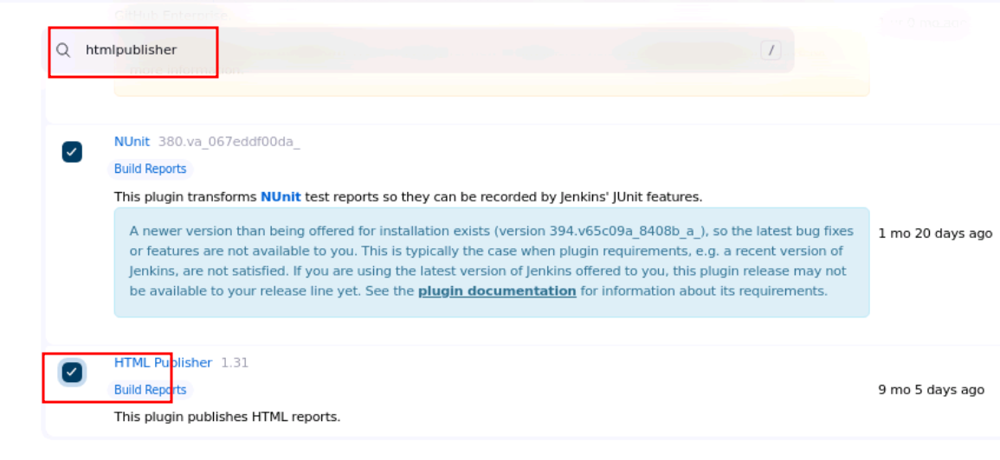 GitHub Enterprise
htmlpublisher
/
more information.
NUnit 380.va_067eddf00da_
Build Reports
This plugin transforms NUnit test reports so they can be recorded by Jenkins' JUnit features.
A newer version than being offered for installation exists (version 394.v65c09a_8408b_a_), so the latest bug fixes
or features are not available to you. This is typically the case when plugin requirements, e.g. a recent version of
Jenkins, are not satisfied. If you are using the latest version of Jenkins offered to you, this plugin release may not
be available to your release line yet. See the plugin documentation for information about its requirements.
1 mo 20 days ago
HTML Publisher 1.31
Build Reports
This plugin publishes HTML reports.
9 mo 5 days ago